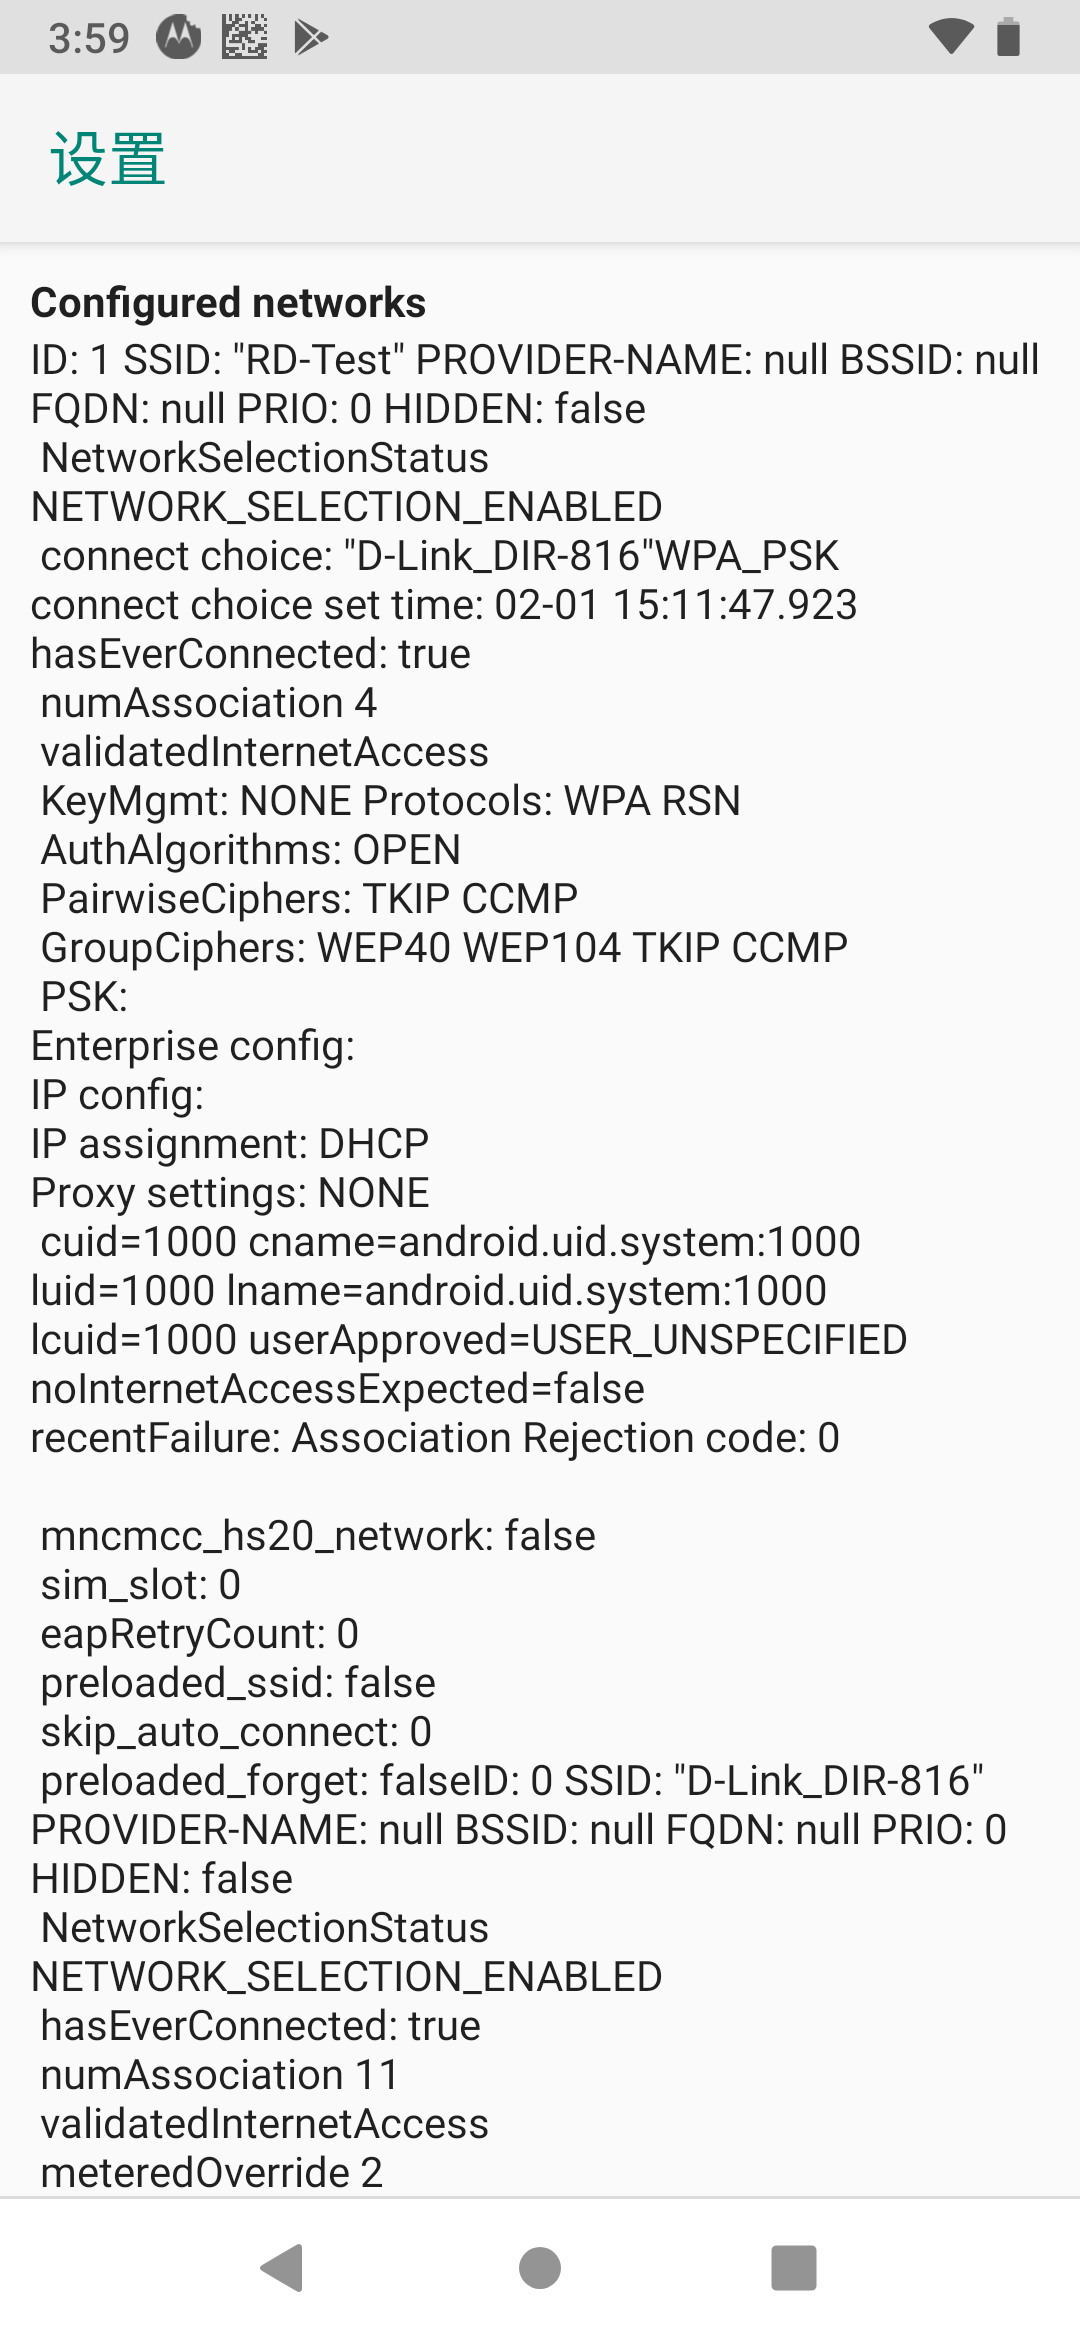 3:59
设置
Configured networks
ID: 1 SSID: "RD-Test" PROVIDER-NAME: null BSSID: null
FQDN: null PRIO: 0 HIDDEN: false
NetworkSelectionStatus
NETWORK_SELECTION_ENABLED
connect choice: "D-Link_DIR-816"WPA_PSK
connect choice set time: 02-01 15:11:47.923
hasEverConnected: true
numAssociation 4
validatedInternetAccess
KeyMgmt: NONE Protocols: WPA RSN
AuthAlgorithms: OPEN
PairwiseCiphers: TKIP CCMP
GroupCiphers: WEP40 WEP104 TKIP CCMP
PSK:
Enterprise config:
IP config:
IP assignment: DHCP
Proxy settings: NONE
cuid=1000 cname=android.uid.system:1000
luid=1000 lname=android.uid.system:1000
lcuid=1000 userApproved=USER_UNSPECIFIED
noInternetAccessExpected=false
recentFailure: Association Rejection code: 0
mncmcc_hs20_network: false
sim_slot: 0
eapRetryCount: 0
preloaded_ssid: false
skip_auto_connect: 0
preloaded_forget: falseID: 0 SSID: "D-Link_DIR-816"
PROVIDER-NAME: null BSSID: null FQDN: null PRIO: 0
HIDDEN: false
NetworkSelectionStatus
NETWORK_SELECTION_ENABLED
hasEverConnected: true
numAssociation 11
validatedInternetAccess
meteredOverride 2